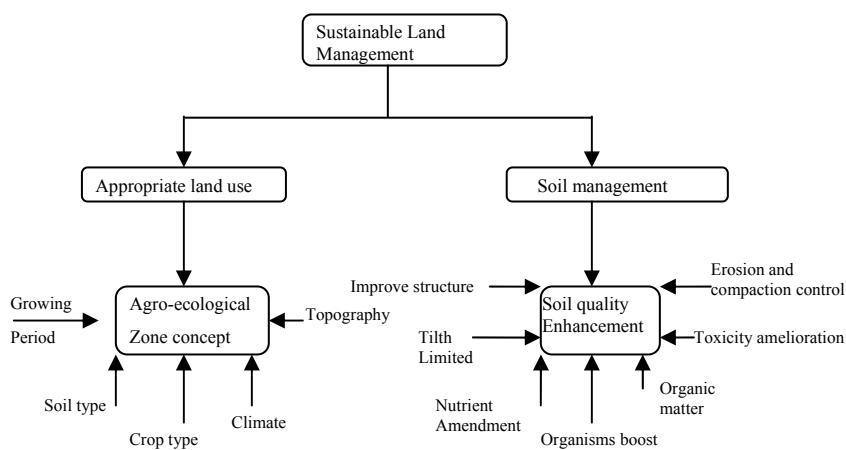 Sustainable Land
Management
Appropriate land use
Soil management
Growing
Period
Agro-ecological
Zone concept
Topography
Soil type
Crop type
Climate
Improve structure
Soil quality
Enhancement
Erosion and
compaction control
Tilth
Limited
Toxicity amelioration
Nutrient
Amendment
Organisms boost
Organic
matter